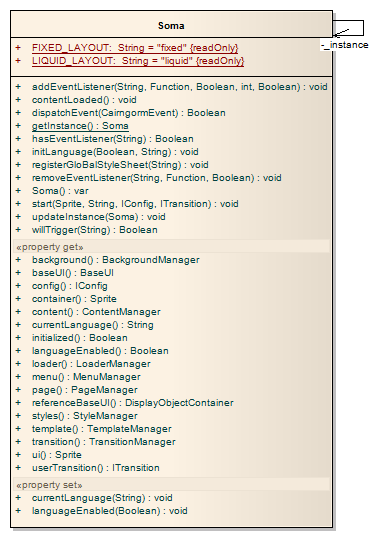 Soma
-_instance
+ FIXED_LAYOUT: String = "fixed" {readOnly}
+ LIQUID_LAYOUT: String = "liquid" {readOnly}
+ addEventListener(String, Function, Boolean, int, Boolean) : void
+ contentLoaded() : void
+ dispatchEvent(CairngormEvent) : Boolean
+ getInstance() : Soma
+ hasEventListener(String) : Boolean
+ initLanguage(Boolean, String) : void
+ registerGloBalStyleSheet(String) : void
+ removeEventListener(String, Function, Boolean) : void
+ Soma() : var
+ start(Sprite, String, IConfig, ITransition) : void
+ updateInstance(Soma) : void
+ willTrigger(String) : Boolean
«property get»
+ background() : BackgroundManager
+ baseUI() : BaseUI
+ config() : IConfig
+ container() : Sprite
+ content() : ContentManager
+ currentLanguage() : String
+ initialized() : Boolean
+ languageEnabled() : Boolean
+ loader() : LoaderManager
+ menu() : MenuManager
+ page() : PageManager
+ referenceBaseUI() : DisplayObjectContainer
+ styles() : StyleManager
+ template() : TemplateManager
+ transition() : TransitionManager
+ ui() : Sprite
+ userTransition() : ITransition
«property set»
+ currentLanguage(String) : void
+ languageEnabled(Boolean) : void